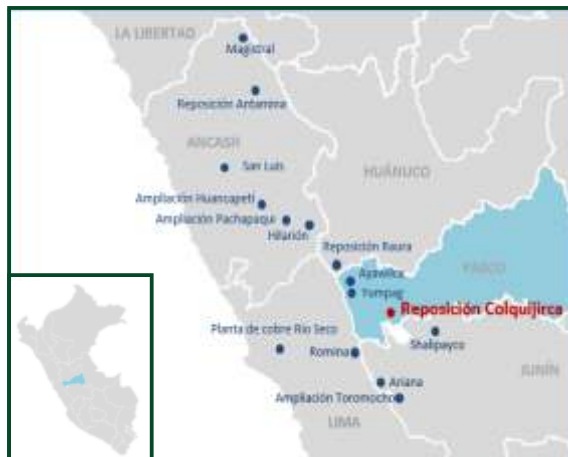 LA LIBERTAD
Magistral
Reposición Antamina
ANCASH
San Luis
HUÁNUCO
Ampliación Huancapetí
Ampliación Pachapaqui
Hilarión
Reposición Raura
Ayawilca
PASCO
Yumpag
Reposición Colquijirca
Planta de cobre Río Seco
Shalipayco
Romina
JUNÍN
Ariana
Ampliación Toromocho
LIMA